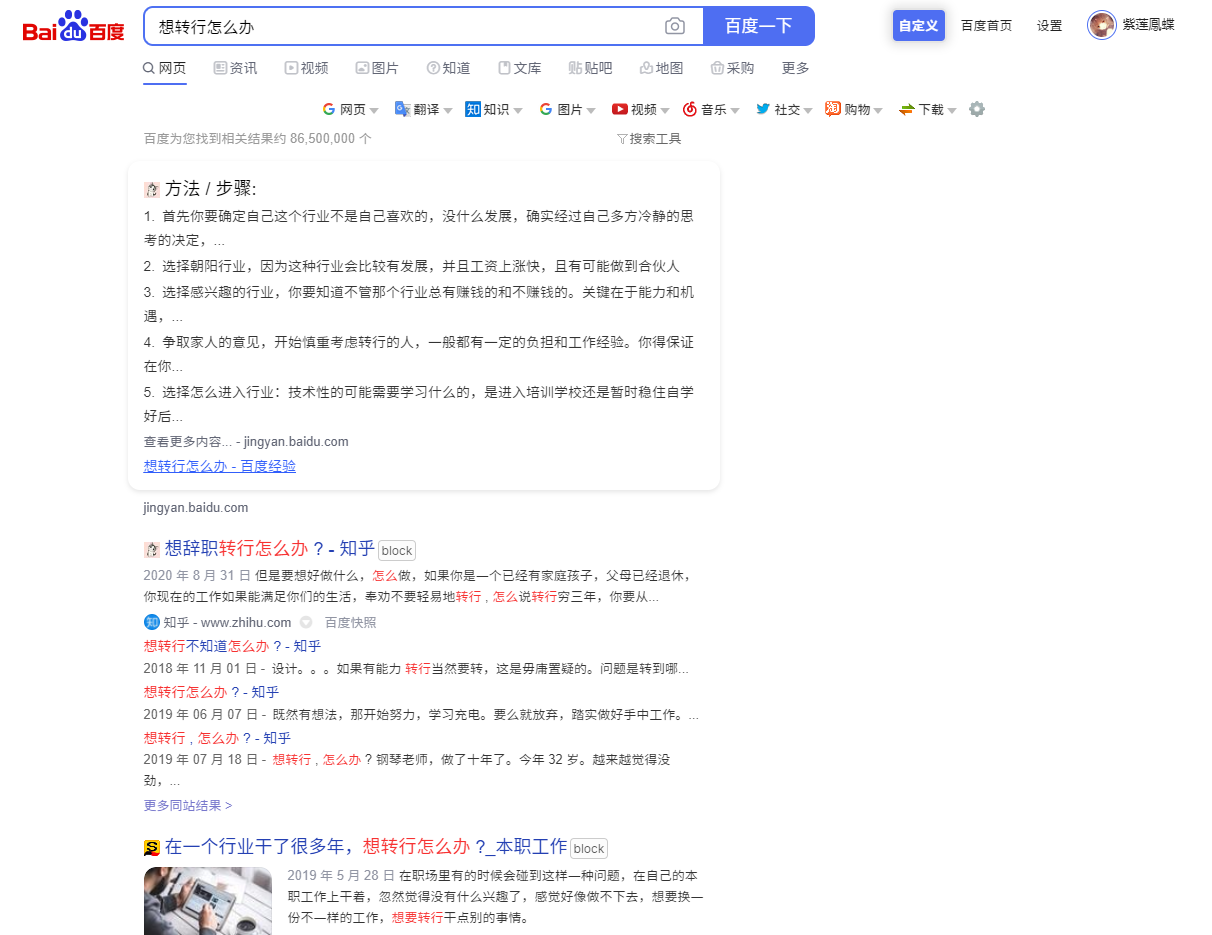 Bai du 百度 想转行怎么办 百度一下 自定义 百度首页 设置 紫莲鳳蝶
网页 资讯 视频 图片 知道 文库 贴吧 地图 采购 更多
网页 翻译 知识 图片 视频 音乐 社交 购物 下载
百度为您找到相关结果约 86,500,000 个 搜索工具
方法 / 步骤:
1. 首先你要确定自己这个行业不是自己喜欢的，没什么发展，确实经过自己多方冷静的思
考的决定，...
2. 选择朝阳行业，因为这种行业会比较有发展，并且工资上涨快，且有可能做到合伙人
3. 选择感兴趣的行业，你要知道不管那个行业总有赚钱的和不赚钱的。关键在于能力和机
遇，...
4. 争取家人的意见，开始慎重考虑转行的人，一般都有一定的负担和工作经验。你得保证
在你...
5. 选择怎么进入行业：技术性的可能需要学习什么的，是进入培训学校还是暂时稳住自学
好后...
查看更多内容... - jingyan.baidu.com
想转行怎么办 - 百度经验
jingyan.baidu.com
想辞职转行怎么办 ? - 知乎 block
2020 年 8 月 31 日 但是要想好做什么，怎么做，如果你是一个已经有家庭孩子，父母已经退休，
你现在的工作如果能满足你们的生活，奉劝不要轻易地转行 , 怎么说转行穷三年，你要从...
知 知乎 - www.zhihu.com 百度快照
想转行不知道怎么办 ? - 知乎
2018 年 11 月 01 日 - 设计。。。如果有能力 转行当然要转，这是毋庸置疑的。问题是转到哪...
想转行怎么办 ? - 知乎
2019 年 06 月 07 日 - 既然有想法，那开始努力，学习充电。要么就放弃，踏实做好手中工作。...
想转行 , 怎么办 ? - 知乎
2019 年 07 月 18 日 - 想转行 , 怎么办 ? 钢琴老师，做了十年了。今年 32 岁。越来越觉得没
劲，...
更多同站结果 >
在一个行业干了很多年，想转行怎么办 ?_本职工作 block
2019 年 5 月 28 日 在职场里有的时候会碰到这样一种问题，在自己的本
职工作上干着，忽然觉得没有什么兴趣了，感觉好像做不下去，想要换一
份不一样的工作，想要转行干点别的事情。